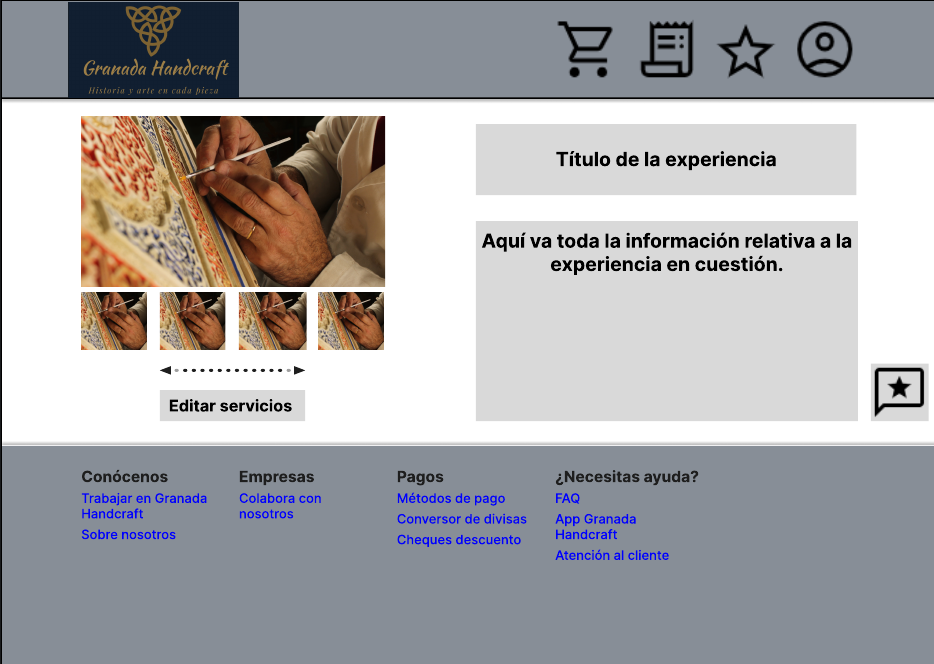 Granada Handcraft
Historia y arte en cada pieza
Título de la experiencia
Aquí va toda la información relativa a la
experiencia en cuestión.
Editar servicios
Conócenos
Trabajar en Granada
Handcraft
Sobre nosotros
Empresas
Colabora con
nosotros
Pagos
Métodos de pago
Conversor de divisas
Cheques descuento
¿Necesitas ayuda?
FAQ
App Granada
Handcraft
Atención al cliente